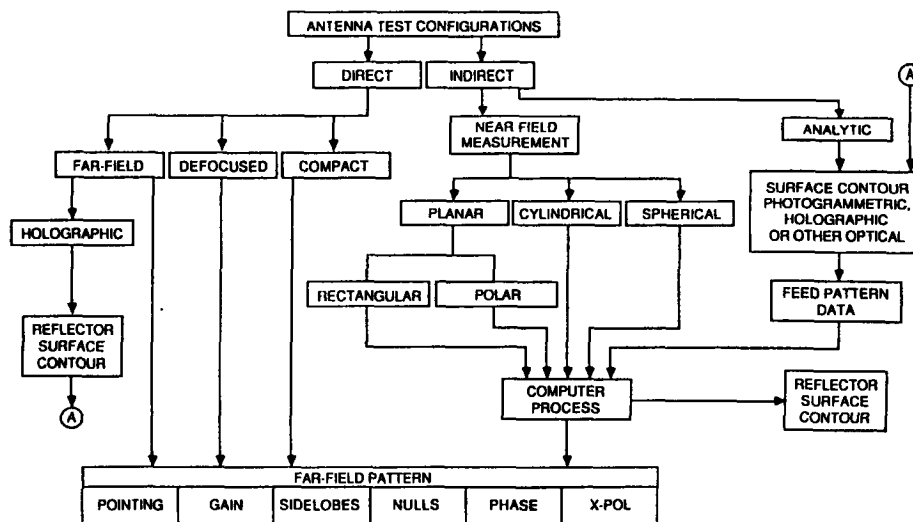 ANTENNA TEST CONFIGURATIONS
DIRECT
INDIRECT
A
NEAR FIELD
MEASUREMENT
ANALYTIC
FAR-FIELD
DEFOCUSED
COMPACT
SURFACE CONTOUR
PHOTOGRAMMETRIC,
HOLOGRAPHIC
OR OTHER OPTICAL
PLANAR
CYLINDRICAL
SPHERICAL
HOLOGRAPHIC
RECTANGULAR
POLAR
FEED PATTERN
DATA
REFLECTOR
SURFACE
CONTOUR
COMPUTER
PROCESS
REFLECTOR
SURFACE
CONTOUR
A
FAR-FIELD PATTERN
POINTING
GAIN
SIDELOBES
NULLS
PHASE
X-POL